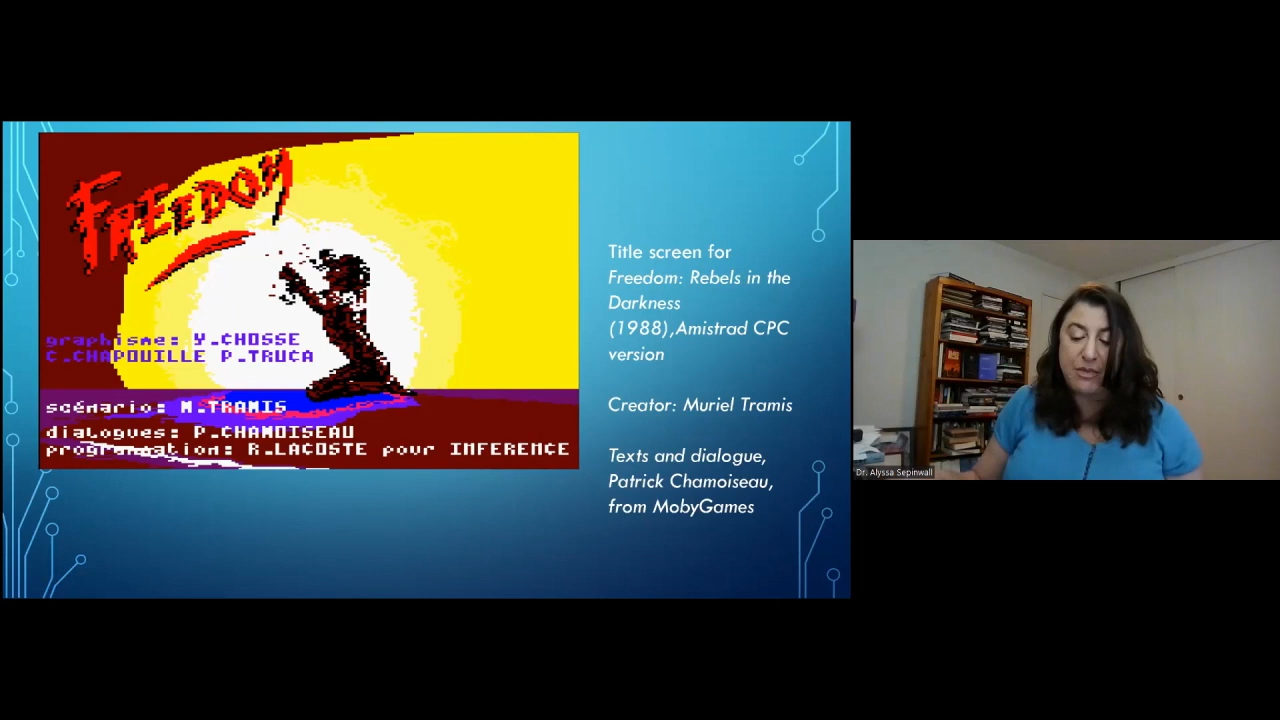 FREEDOM
graphisme: Y.CHOSSE
C.CHAPOUILLE P.TRUCA
scénario: M.TRAMIS
dialogues: P.CHAMOISEAU
programmation: R.LACOSTE pour INFERENCE
Title screen for
Freedom: Rebels in the
Darkness
(1988),Amistrad CPC
version
Creator: Muriel Tramis
Texts and dialogue,
Patrick Chamoiseau,
from MobyGames
Dr. Alyssa Sepinwall